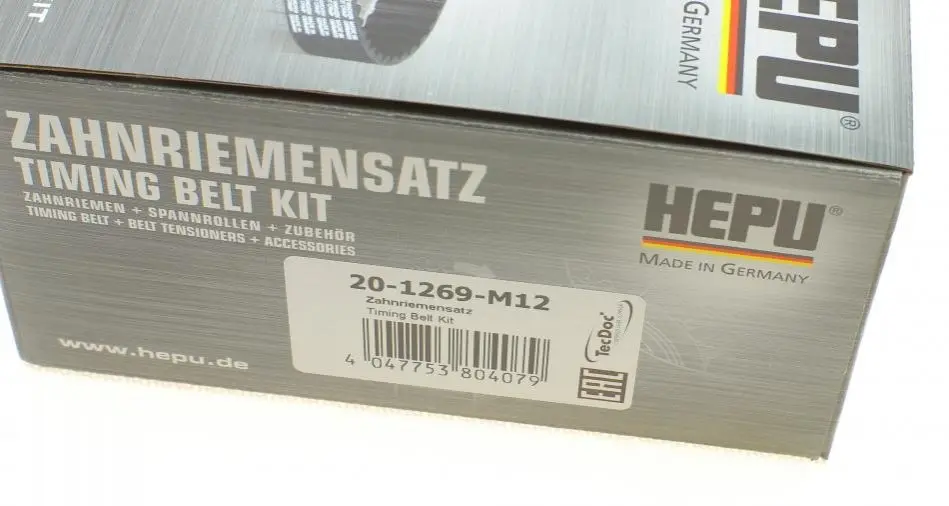 IT
HEPU®
GERMANY
ZAHNRIEMENSATZ
TIMING BELT KIT
ZAHNRIEMEN + SPANNROLLEN + ZUBEHÖR
TIMING BELT + BELT TENSIONERS + ACCESSORIES
HEPU®
MADE IN GERMANY
20-1269-M12
Zahnriemensatz
Timing Belt Kit
4 047753 804079
TecDoc
EAC
www.hepu.de